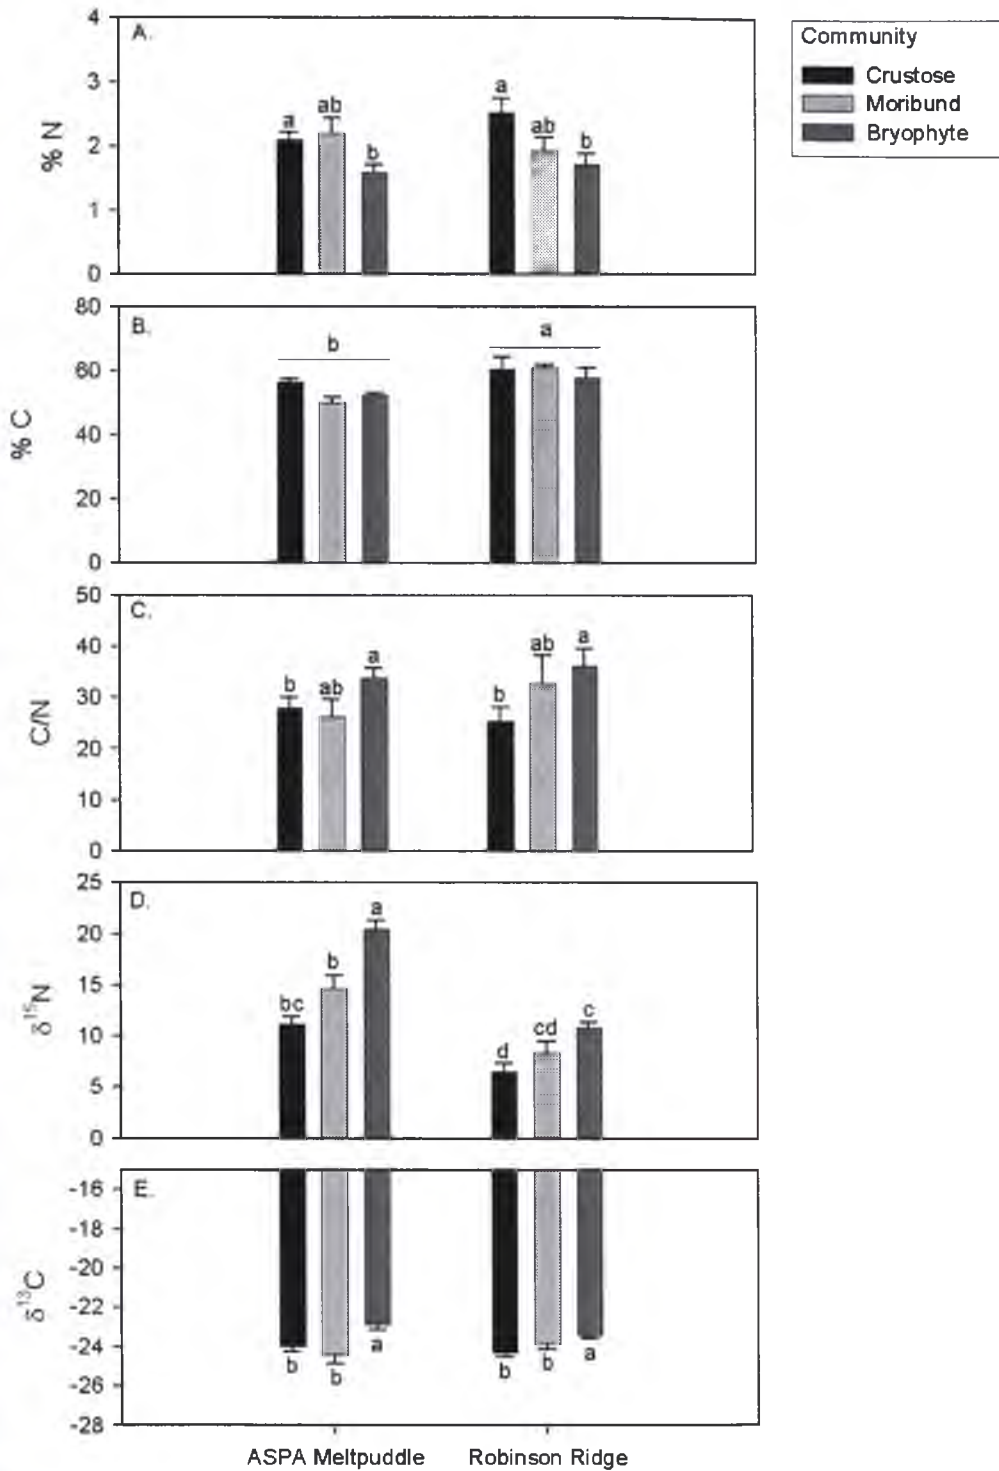 Community
Crustose
Moribund
Bryophyte
A.
4
3
2
1
0
% N
a
ab
b
a
ab
b
B.
80
60
40
20
0
% C
b
a
C.
50
40
30
20
10
0
C/N
b
ab
a
b
ab
a
D.
25
20
15
10
5
0
δ¹⁵N
bc
b
a
d
cd
c
E.
-16
-18
-20
-22
-24
-26
-28
δ¹³C
b
b
a
b
b
a
ASPA Meltpuddle
Robinson Ridge